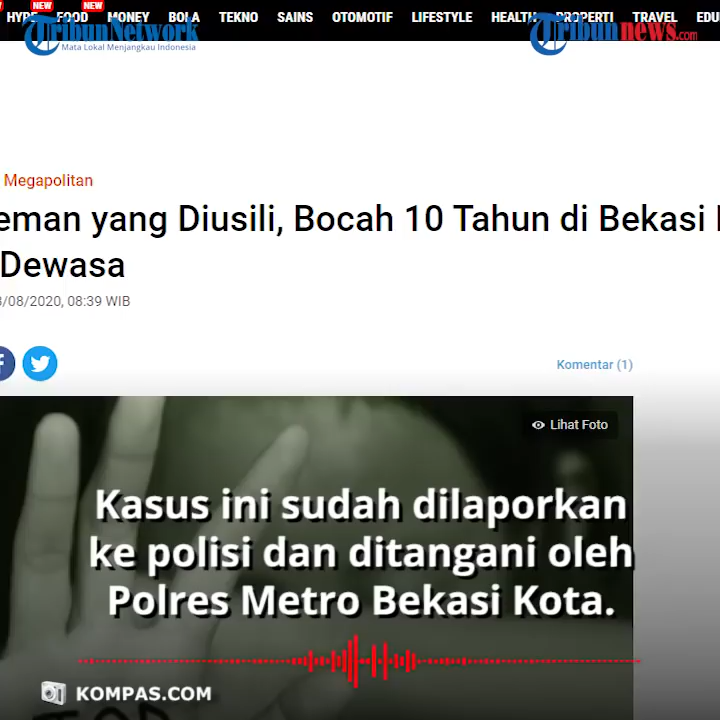 HYPE FOOD MONEY BOLA TEKNO SAINS OTOMOTIF LIFESTYLE HEALTH PROPERTI TRAVEL EDU
NEW NEW
TribunNetwork
Mata Lokal Menjangkau Indonesia
Tribunnews.com
Megapolitan
eman yang Diusili, Bocah 10 Tahun di Bekasi
Dewasa
/08/2020, 08:39 WIB
Komentar (1)
Lihat Foto
Kasus ini sudah dilaporkan
ke polisi dan ditangani oleh
Polres Metro Bekasi Kota.
KOMPAS.COM